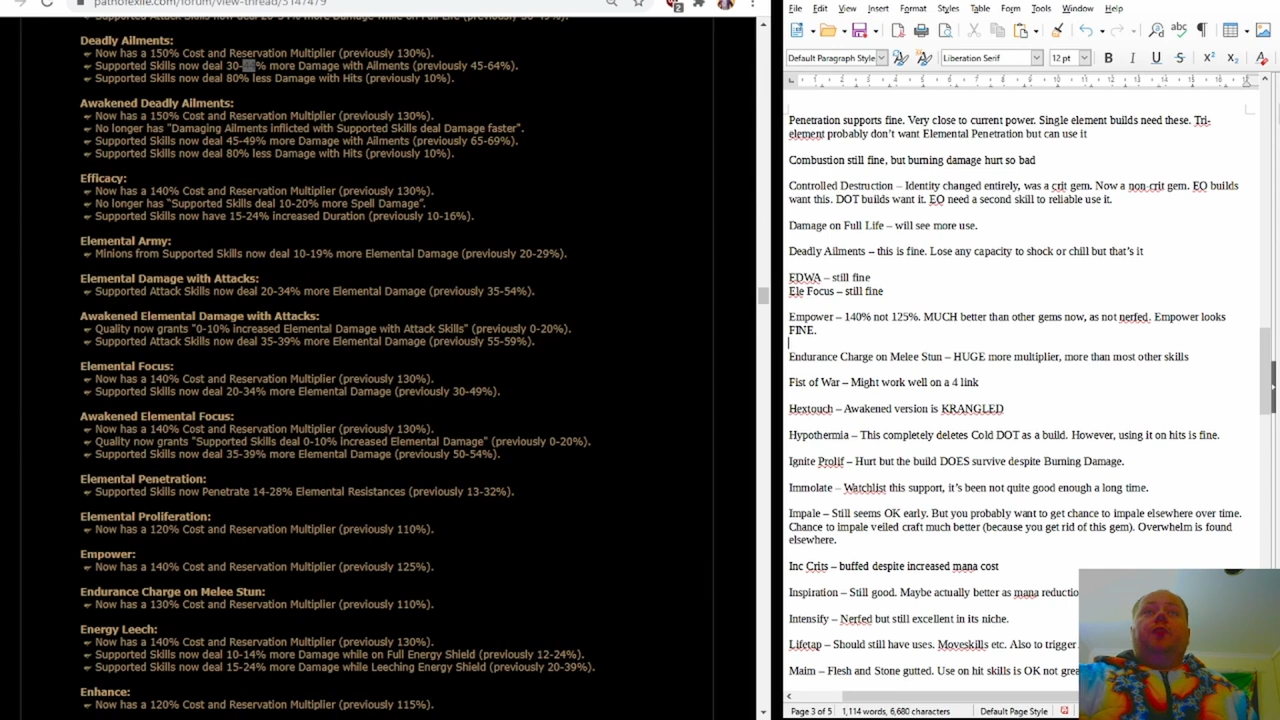 pathofexile.com/forum/view-thread/3147479
Deadly Ailments:
Now has a 150% Cost and Reservation Multiplier (previously 130%).
Supported Skills now deal 30-% more Damage with Ailments (previously 45-64%).
Supported Skills now deal 80% less Damage with Hits (previously 10%).
Awakened Deadly Ailments:
Now has a 150% Cost and Reservation Multiplier (previously 130%).
No longer has "Damaging Ailments inflicted with Supported Skills deal Damage faster".
Supported Skills now deal 45-49% more Damage with Ailments (previously 65-69%).
Supported Skills now deal 80% less Damage with Hits (previously 10%).
Efficacy:
Now has a 140% Cost and Reservation Multiplier (previously 130%).
No longer has "Supported Skills deal 10-20% more Spell Damage".
Supported Skills now have 15-24% increased Duration (previously 10-16%).
Elemental Army:
Minions from Supported Skills now deal 10-19% more Elemental Damage (previously 20-29%).
Elemental Damage with Attacks:
Supported Attack Skills now deal 20-34% more Elemental Damage (previously 35-54%).
Awakened Elemental Damage with Attacks:
Quality now grants "0-10% increased Elemental Damage with Attack Skills" (previously 0-20%).
Supported Attack Skills now deal 35-39% more Elemental Damage (previously 55-59%).
Elemental Focus:
Now has a 140% Cost and Reservation Multiplier (previously 130%).
Supported Skills now deal 20-34% more Elemental Damage (previously 30-49%).
Awakened Elemental Focus:
Now has a 140% Cost and Reservation Multiplier (previously 130%).
Quality now grants "Supported Skills deal 0-10% increased Elemental Damage" (previously 0-20%).
Supported Skills now deal 35-39% more Elemental Damage (previously 50-54%).
Elemental Penetration:
Supported Skills now Penetrate 14-28% Elemental Resistances (previously 13-32%).
Elemental Proliferation:
Now has a 120% Cost and Reservation Multiplier (previously 110%).
Empower:
Now has a 140% Cost and Reservation Multiplier (previously 125%).
Endurance Charge on Melee Stun:
Now has a 130% Cost and Reservation Multiplier (previously 110%).
Energy Leech:
Now has a 140% Cost and Reservation Multiplier (previously 130%).
Supported Skills now deal 10-14% more Damage while on Full Energy Shield (previously 12-24%).
Supported Skills now deal 15-24% more Damage while Leeching Energy Shield (previously 20-39%).
Enhance:
Now has a 120% Cost and Reservation Multiplier (previously 115%).
File Edit View Insert Format Styles Table Form Tools Window Help
Default Paragraph Style Liberation Serif 12 pt B I U S X² X₂
Penetration supports fine. Very close to current power. Single element builds need these. Tri-
element probably don't want Elemental Penetration but can use it
Combustion still fine, but burning damage hurt so bad
Controlled Destruction – Identity changed entirely, was a crit gem. Now a non-crit gem. EO builds
want this. DOT builds want it. EO need a second skill to reliable use it.
Damage on Full Life – will see more use.
Deadly Ailments – this is fine. Lose any capacity to shock or chill but that's it
EDWA – still fine
Ele Focus – still fine
Empower – 140% not 125%. MUCH better than other gems now, as not nerfed. Empower looks
FINE.
Endurance Charge on Melee Stun – HUGE more multiplier, more than most other skills
Fist of War – Might work well on a 4 link
Hextouch – Awakened version is KRANGLED
Hypothermia – This completely deletes Cold DOT as a build. However, using it on hits is fine.
Ignite Prolif – Hurt but the build DOES survive despite Burning Damage.
Immolate – Watchlist this support, it's been not quite good enough a long time.
Impale – Still seems OK early. But you probably want to get chance to impale elsewhere over time.
Chance to impale veiled craft much better (because you get rid of this gem). Overwhelm is found
elsewhere.
Inc Crits – buffed despite increased mana cost
Inspiration – Still good. Maybe actually better as mana reductio
Intensify – Nerfed but still excellent in its niche.
Lifetap – Should still have uses. Moveskills etc. Also to trigger
Maim – Flesh and Stone gutted. Use on hit skills is OK not grea
Page 3 of 5 1,114 words, 6,680 characters Default Page Style